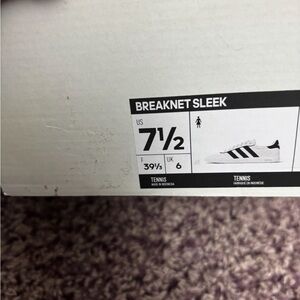 BREAKNET SLEEK
US
7½
F
39⅓
UK
6
TENNIS
MADE IN INDONESIA
TENNIS
FABRIQUÉ EN INDONÉSIE